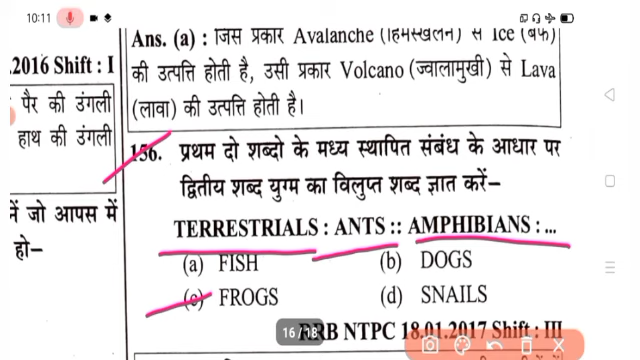 10:11
Ans. (a) : जिस प्रकार Avalanche (हिमस्खलन) से Ice (बर्फ)
की उत्पत्ति होती है, उसी प्रकार Volcano (ज्वालामुखी) से Lava
(लावा) की उत्पत्ति होती है।
.2016 Shift : I
पैर की उंगली
हाथ की उंगली
जो आपस में
हो–
156. प्रथम दो शब्दो के मध्य स्थापित संबंध के आधार पर
द्वितीय शब्द युग्म का विलुप्त शब्द ज्ञात करें–
TERRESTRIALS : ANTS :: AMPHIBIANS : ...
(a) FISH (b) DOGS
(c) FROGS (d) SNAILS
16 / 18
RRB NTPC 18.01.2017 Shift : III